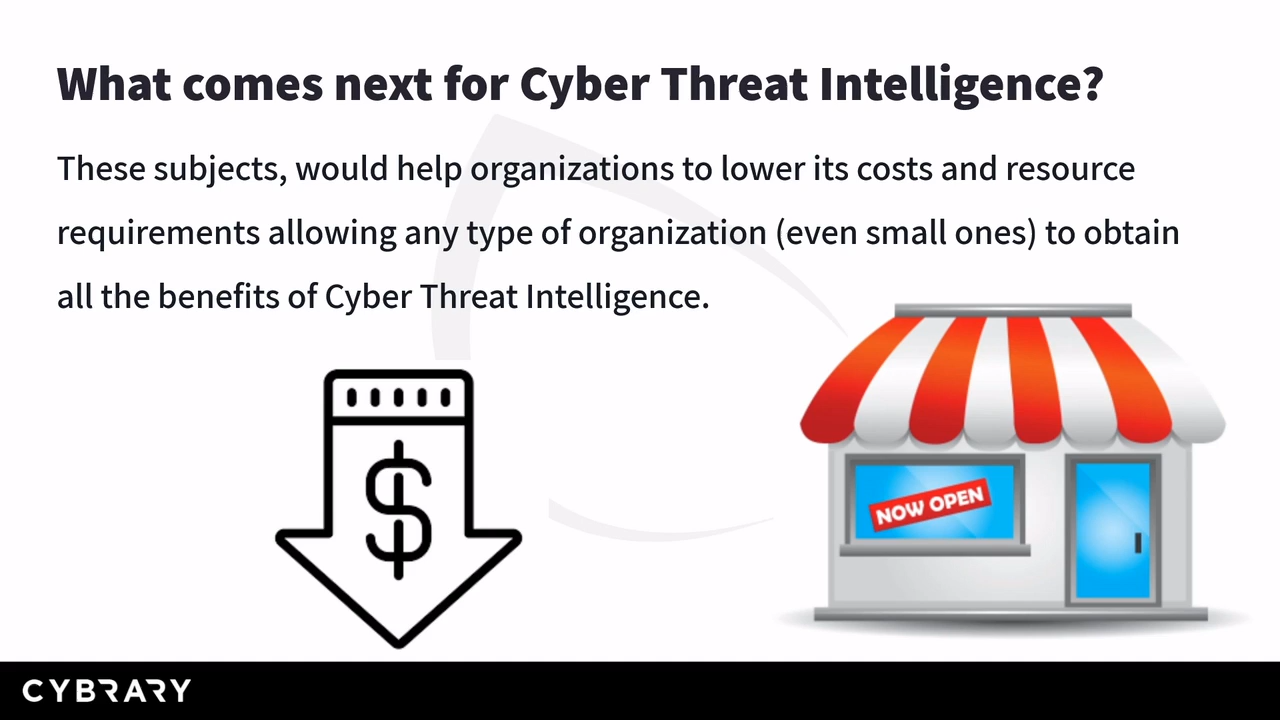 What comes next for Cyber Threat Intelligence?
These subjects, would help organizations to lower its costs and resource
requirements allowing any type of organization (even small ones) to obtain
all the benefits of Cyber Threat Intelligence.
$
NOW OPEN
CYBRARY